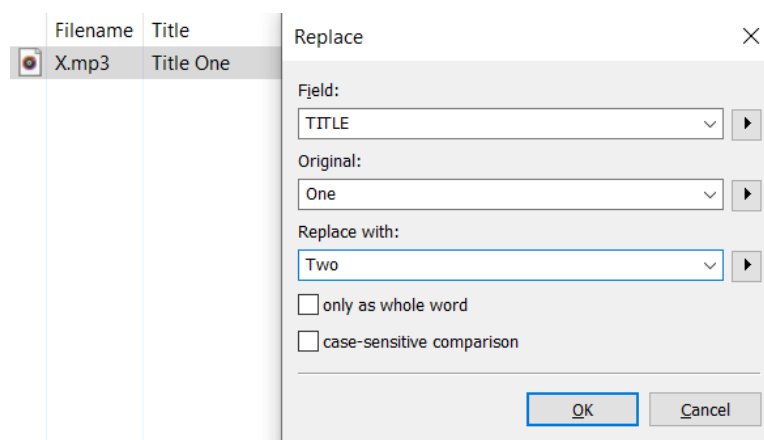 Filename Title
X.mp3 Title One
Replace
Field:
TITLE
Original:
One
Replace with:
Two
only as whole word
case-sensitive comparison
OK Cancel